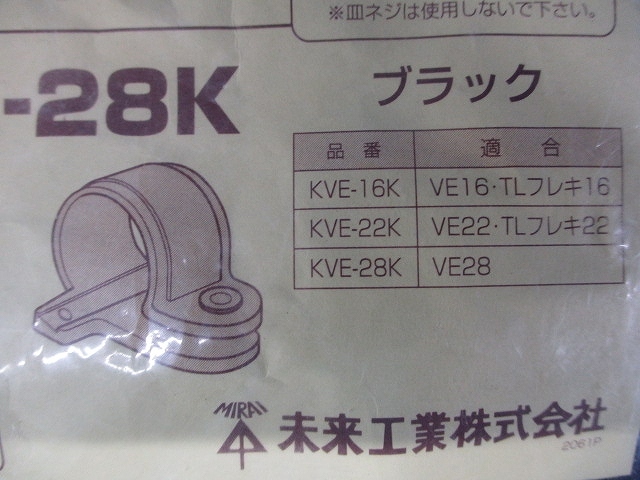 ※皿ネジは使用しないで下さい。
-28K
ブラック
品番 適合
KVE-16K VE16・TLフレキ16
KVE-22K VE22・TLフレキ22
KVE-28K VE28
MIRAI
未来工業株式会社
2061P